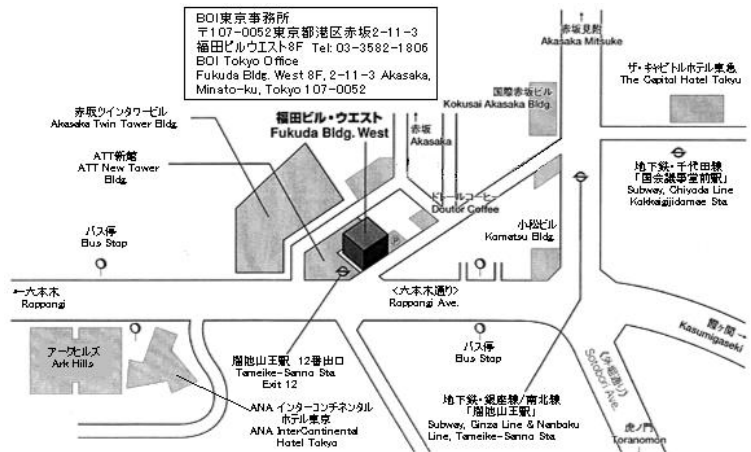 BOI東京事務所
〒107-0052東京都港区赤坂2-11-3
福田ビルウエスト8F Tel: 03-3582-1806
BOI Tokyo Office
Fukuda Bldg. West 8F, 2-11-3 Akasaka,
Minato-ku, Tokyo 107-0052
赤坂見附
Akasaka Mitsuke
ザ・キャピトルホテル東急
The Capital Hotel Tokyu
国際赤坂ビル
Kokusai Akasaka Bldg.
赤坂ツインタワービル
Akasaka Twin Tower Bldg.
福田ビル・ウエスト
Fukuda Bldg. West
赤坂
Akasaka
ATT新館
ATT New Tower
Bldg.
地下鉄・千代田線
「国会議事堂前駅」
Subway, Chiyoda Line
Kokkaigijidamae Sta.
ドトールコーヒー
Doutor Coffee
小松ビル
Komatsu Bldg.
バス停
Bus Stop
←六本木
Roppongi
<六本木通り>
Roppongi Ave.
霞ヶ関→
Kasumigaseki
アークヒルズ
Ark Hills
溜池山王駅 12番出口
Tameike-Sanno Sta.
Exit 12
バス停
Bus Stop
《外堀通り》
Sotobori Ave.
ANA インターコンチネンタル
ホテル東京
ANA InterContinental
Hotel Tokyo
地下鉄・銀座線/南北線
「溜池山王駅」
Subway, Ginza Line & Nanboku
Line, Tameike-Sanno Sta.
虎ノ門
Toranomon